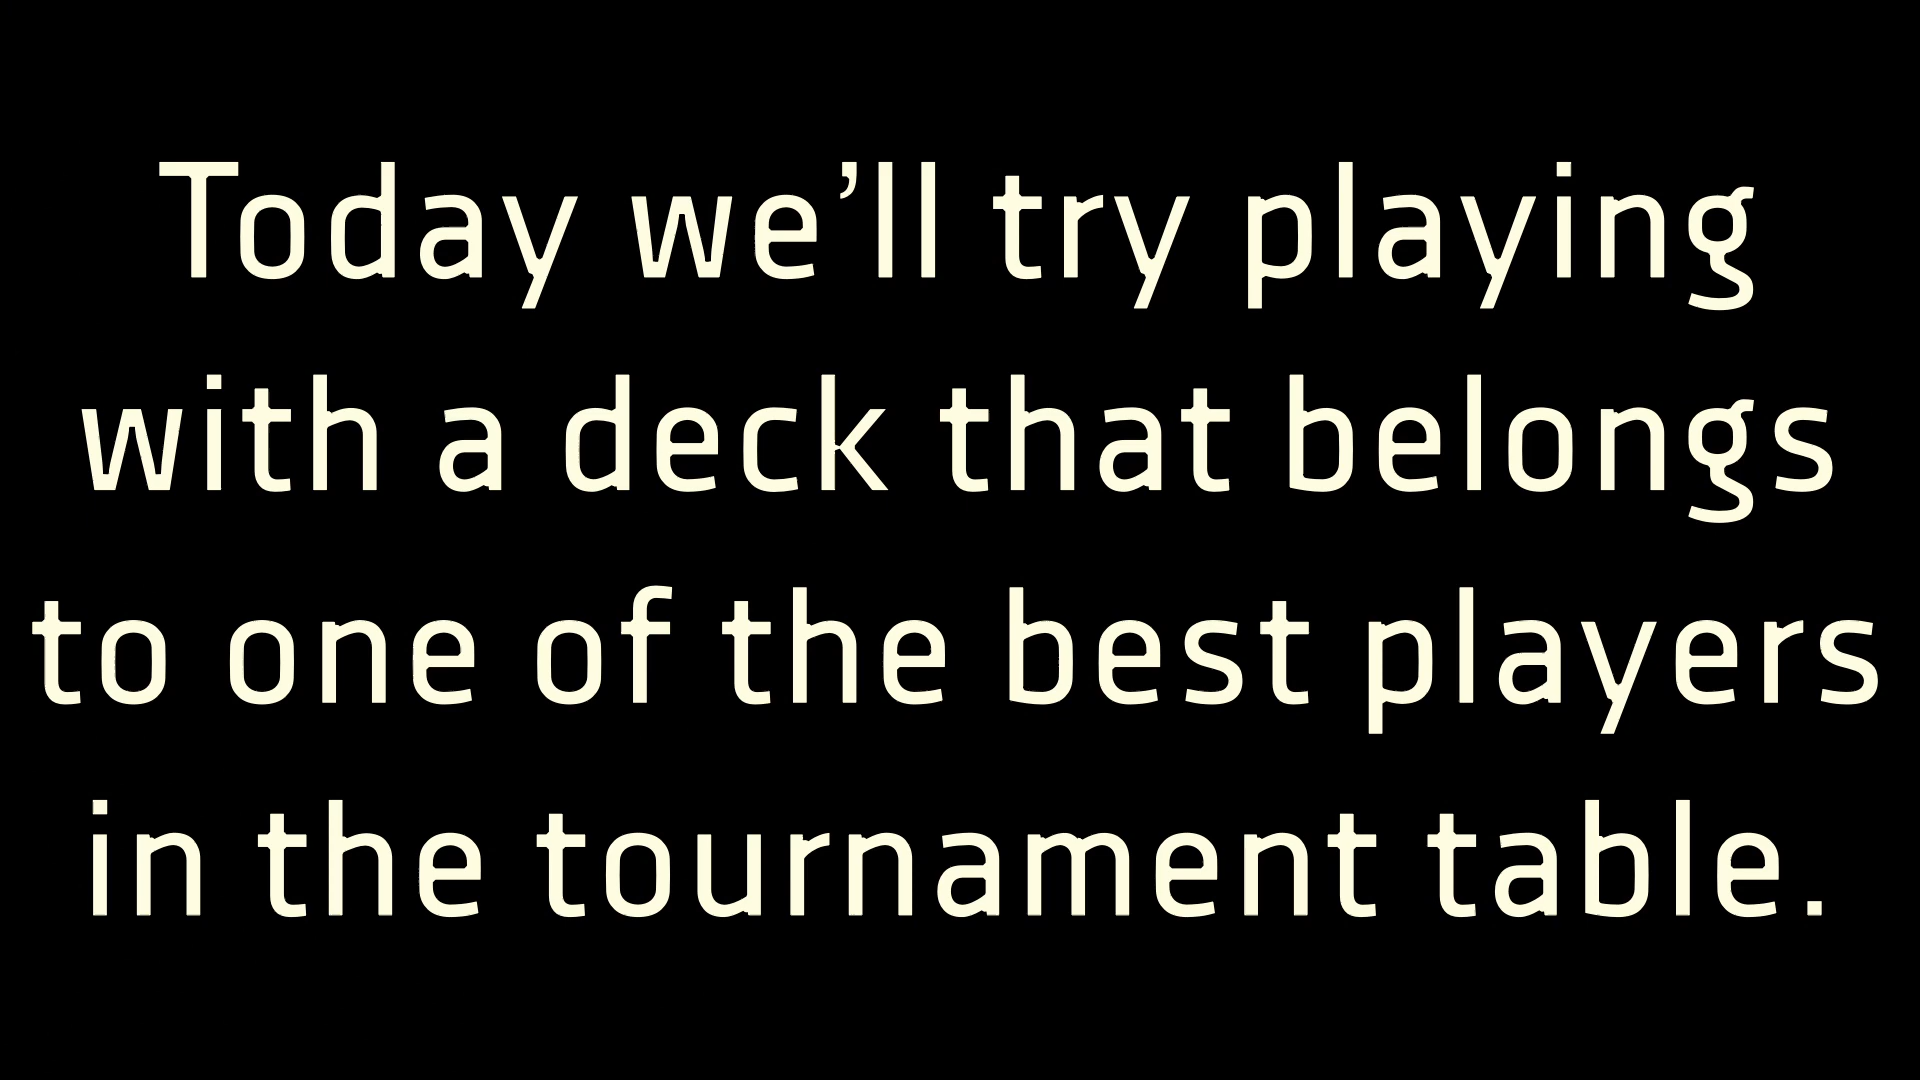 Today we’ll try playing
with a deck that belongs
to one of the best players
in the tournament table.